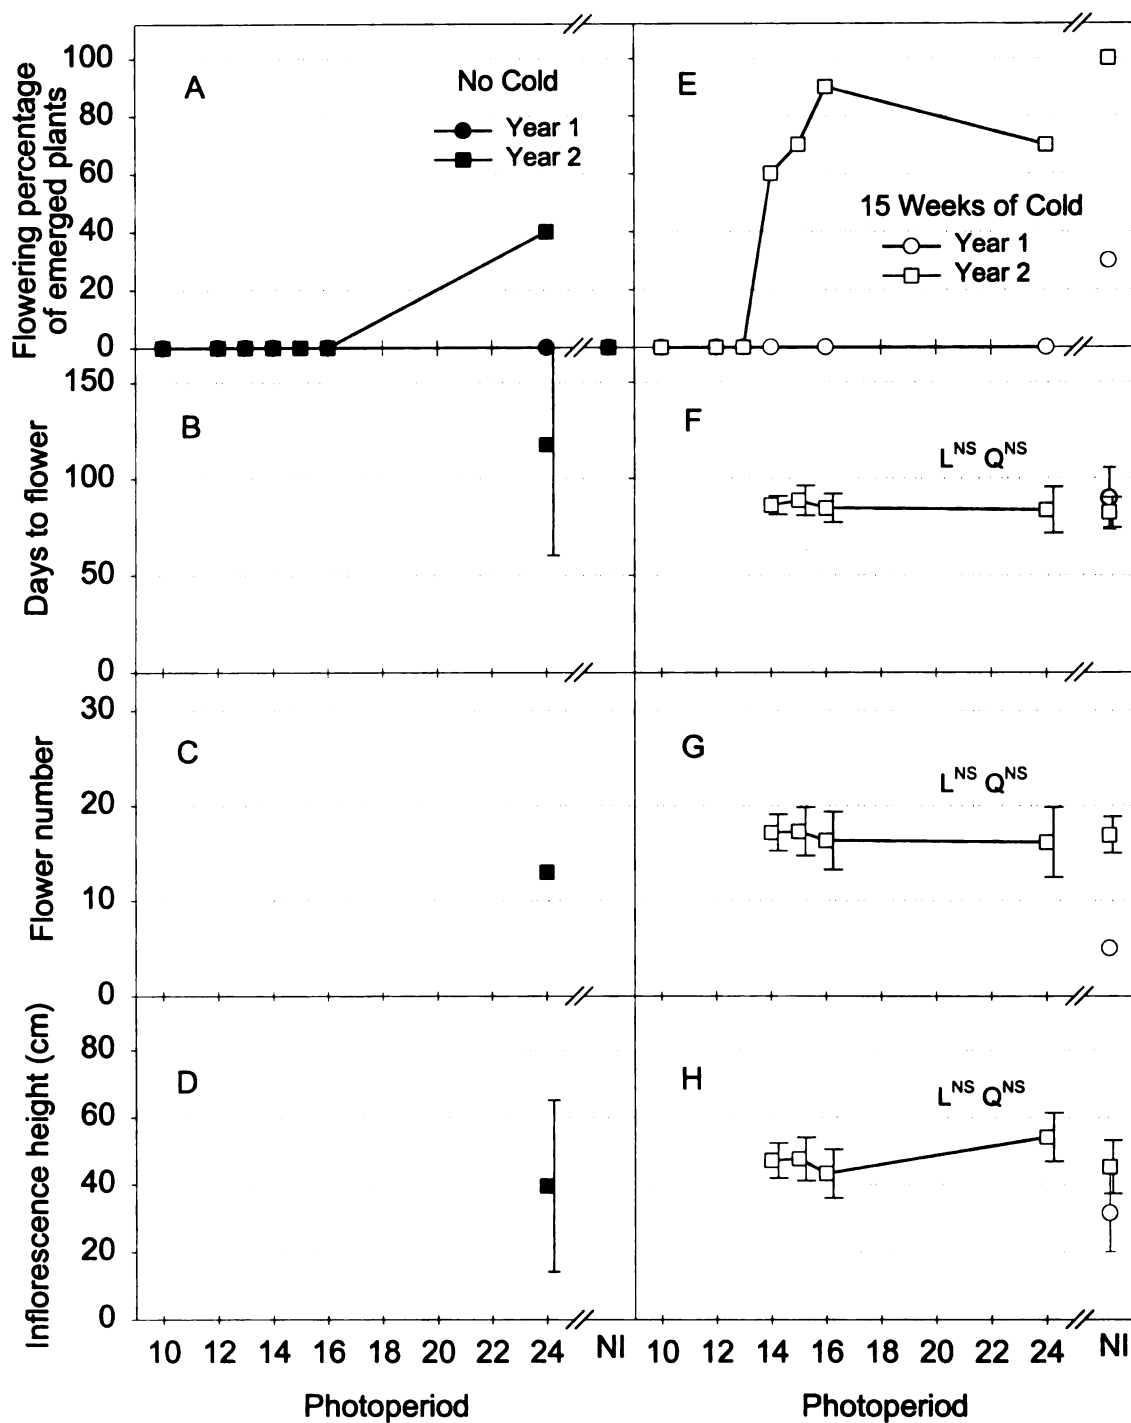 Flowering percentage
of emerged plants
100
80
60
40
20
0
A
No Cold
Year 1
Year 2
E
15 Weeks of Cold
Year 1
Year 2
Days to flower
150
100
50
0
B
F
L^NS Q^NS
Flower number
30
20
10
0
C
G
L^NS Q^NS
Inflorescence height (cm)
80
60
40
20
0
D
H
L^NS Q^NS
10 12 14 16 18 20 22 24 NI
10 12 14 16 18 20 22 24 NI
Photoperiod
Photoperiod